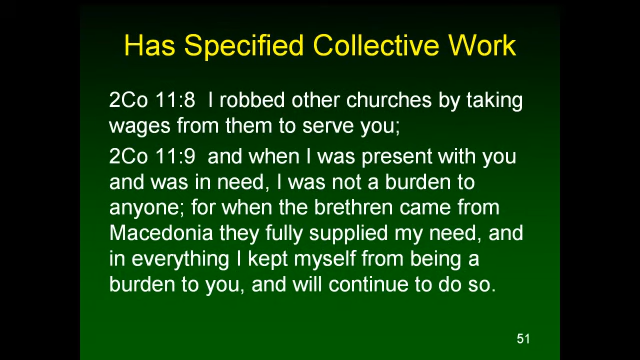 Has Specified Collective Work
2Co 11:8 I robbed other churches by taking
wages from them to serve you;
2Co 11:9 and when I was present with you
and was in need, I was not a burden to
anyone; for when the brethren came from
Macedonia they fully supplied my need, and
in everything I kept myself from being a
burden to you, and will continue to do so.
51